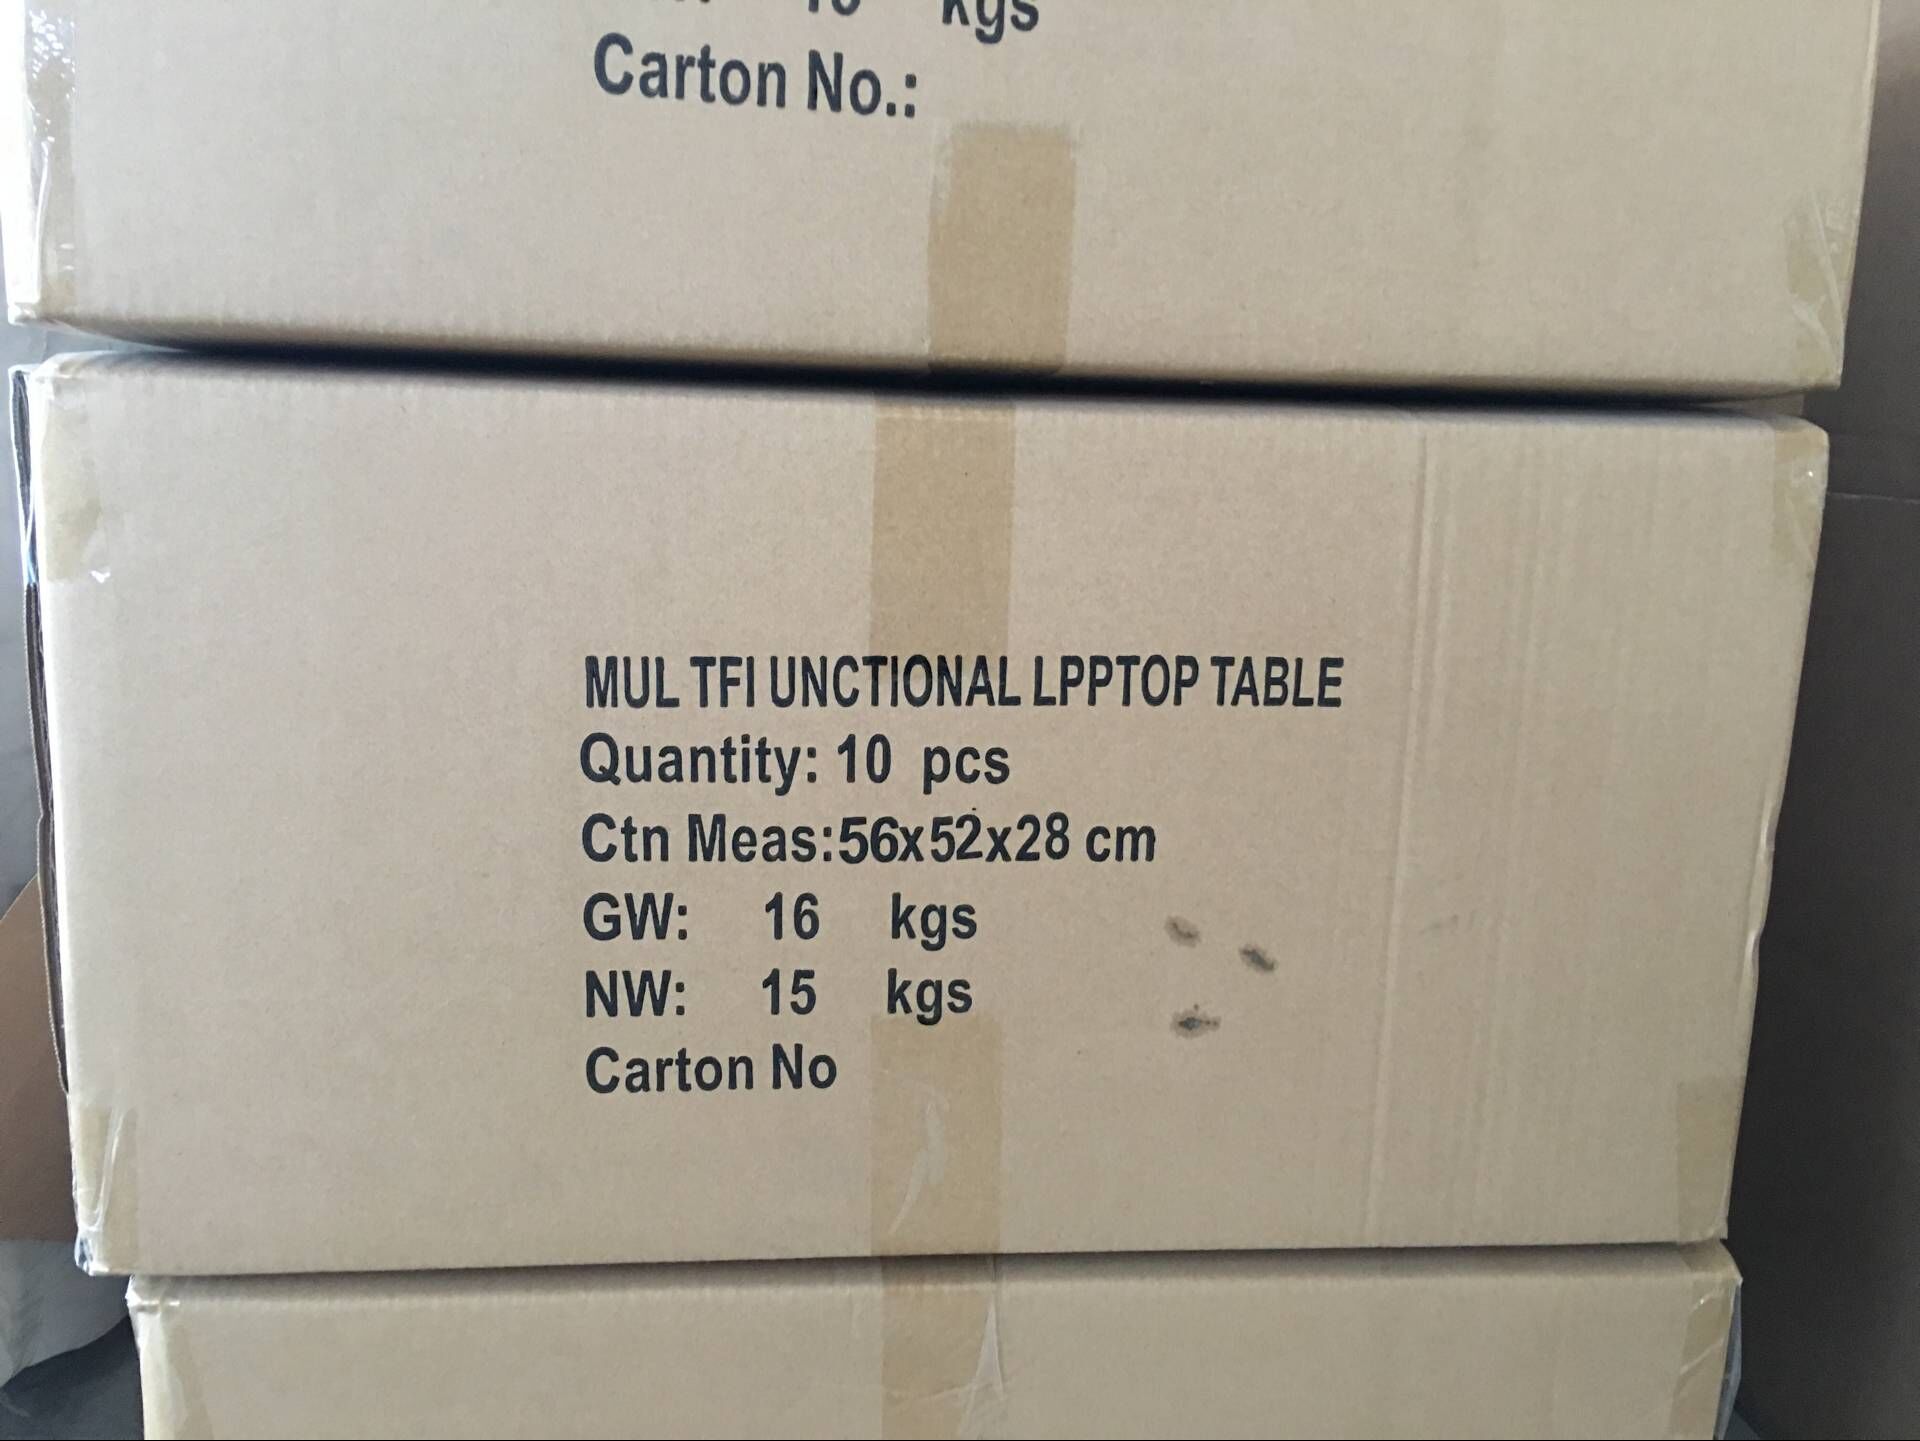 kgs
Carton No.:
MUL TFI UNCTIONAL LPPTOP TABLE
Quantity: 10 pcs
Ctn Meas:56x52x28 cm
GW: 16 kgs
NW: 15 kgs
Carton No